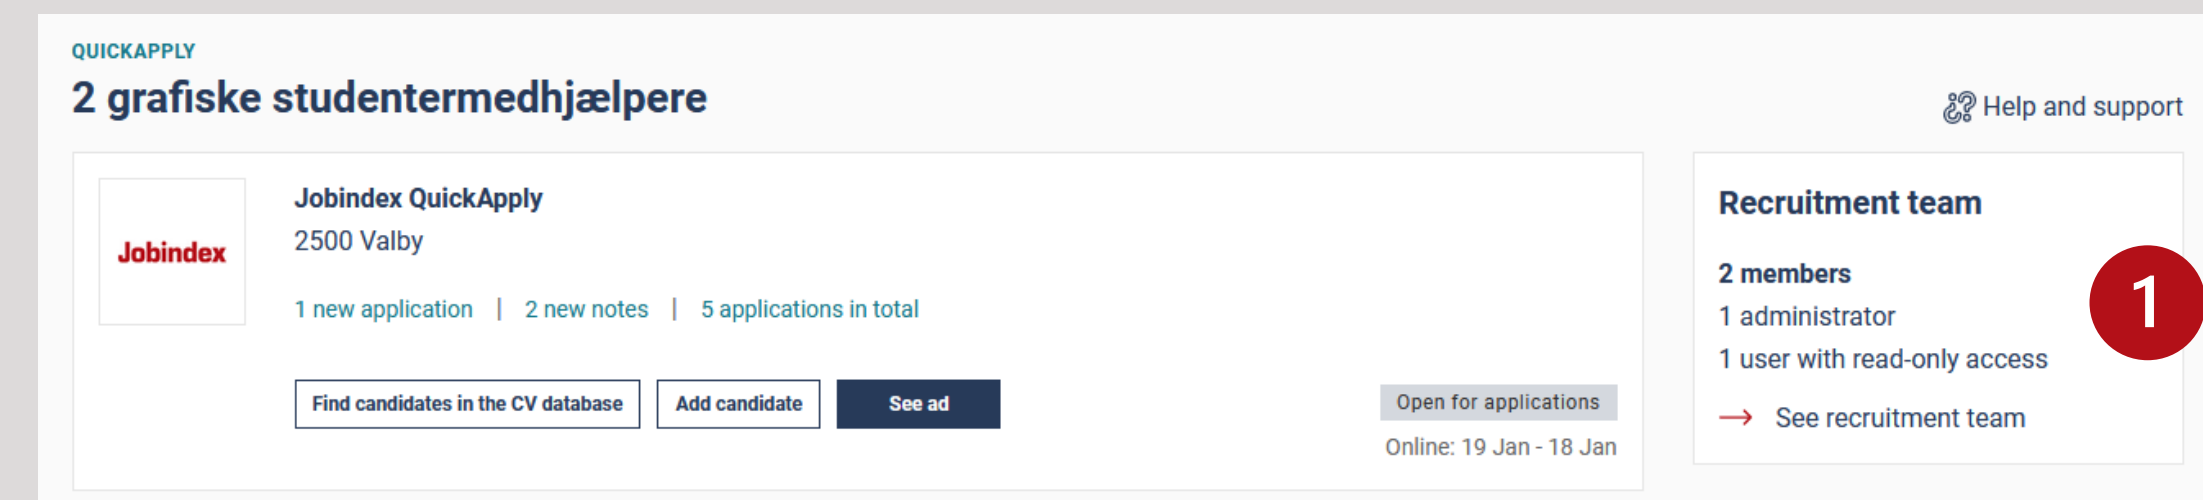 QUICKAPPLY
2 grafiske studentermedhjælpere
Help and support
Jobindex
Jobindex QuickApply
2500 Valby
1 new application | 2 new notes | 5 applications in total
Find candidates in the CV database
Add candidate
See ad
Open for applications
Online: 19 Jan - 18 Jan
Recruitment team
2 members
1 administrator
1 user with read-only access
→ See recruitment team
1